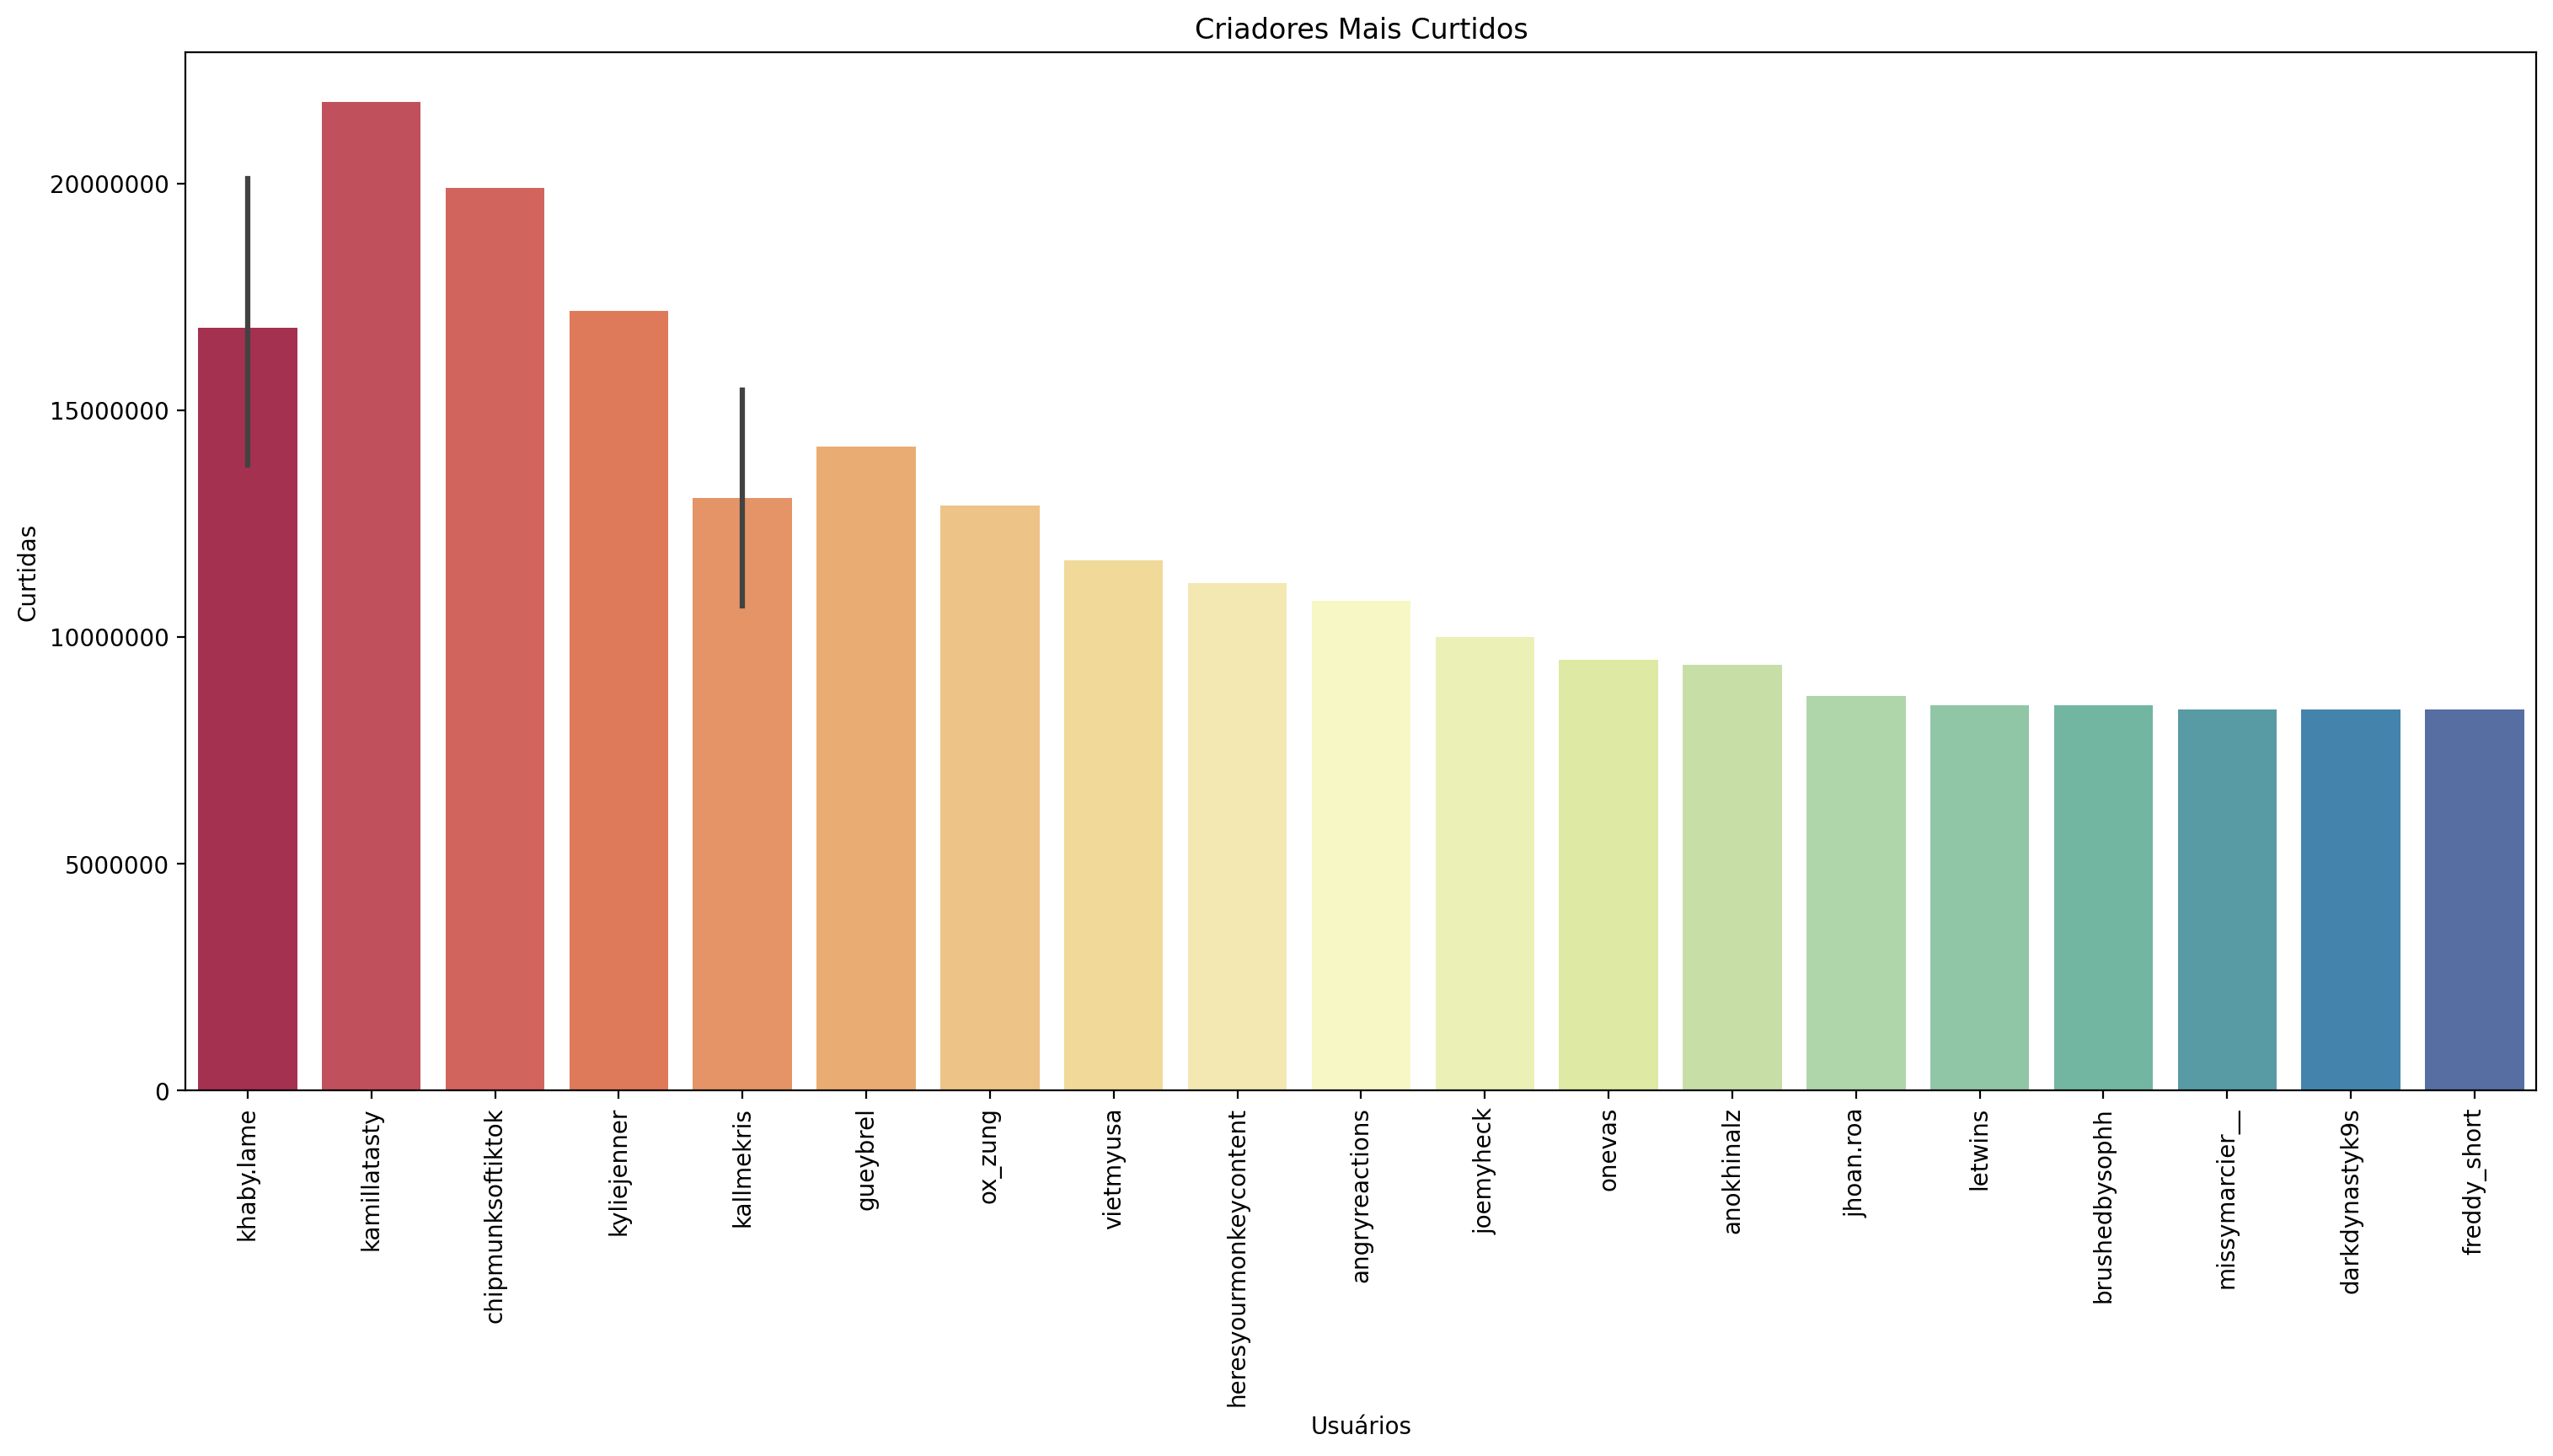 Criadores Mais Curtidos
Curtidas
20000000
15000000
10000000
5000000
0
khaby.lame
kamillatasty
chipmunksoftiktok
kyliejenner
kallmekris
gueybrel
ox_zung
vietmyusa
heresyourmonkeycontent
angryreactions
joemyheck
onevas
anokhinalz
jhoan.roa
letwins
brushedbysophh
missymarcier__
darkdynastyk9s
freddy_short
Usuários